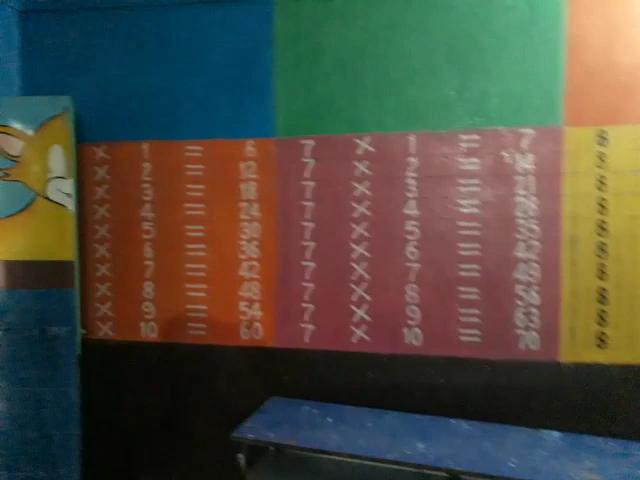 × 1 = 6
× 2 = 12
× 3 = 18
× 4 = 24
× 5 = 30
× 6 = 36
× 7 = 42
× 8 = 48
× 9 = 54
× 10 = 60
7 × 1 = 7
7 × 2 = 14
7 × 3 = 21
7 × 4 = 28
7 × 5 = 35
7 × 6 = 42
7 × 7 = 49
7 × 8 = 56
7 × 9 = 63
7 × 10 = 70
8
8
8
8
8
8
8
8
8
8